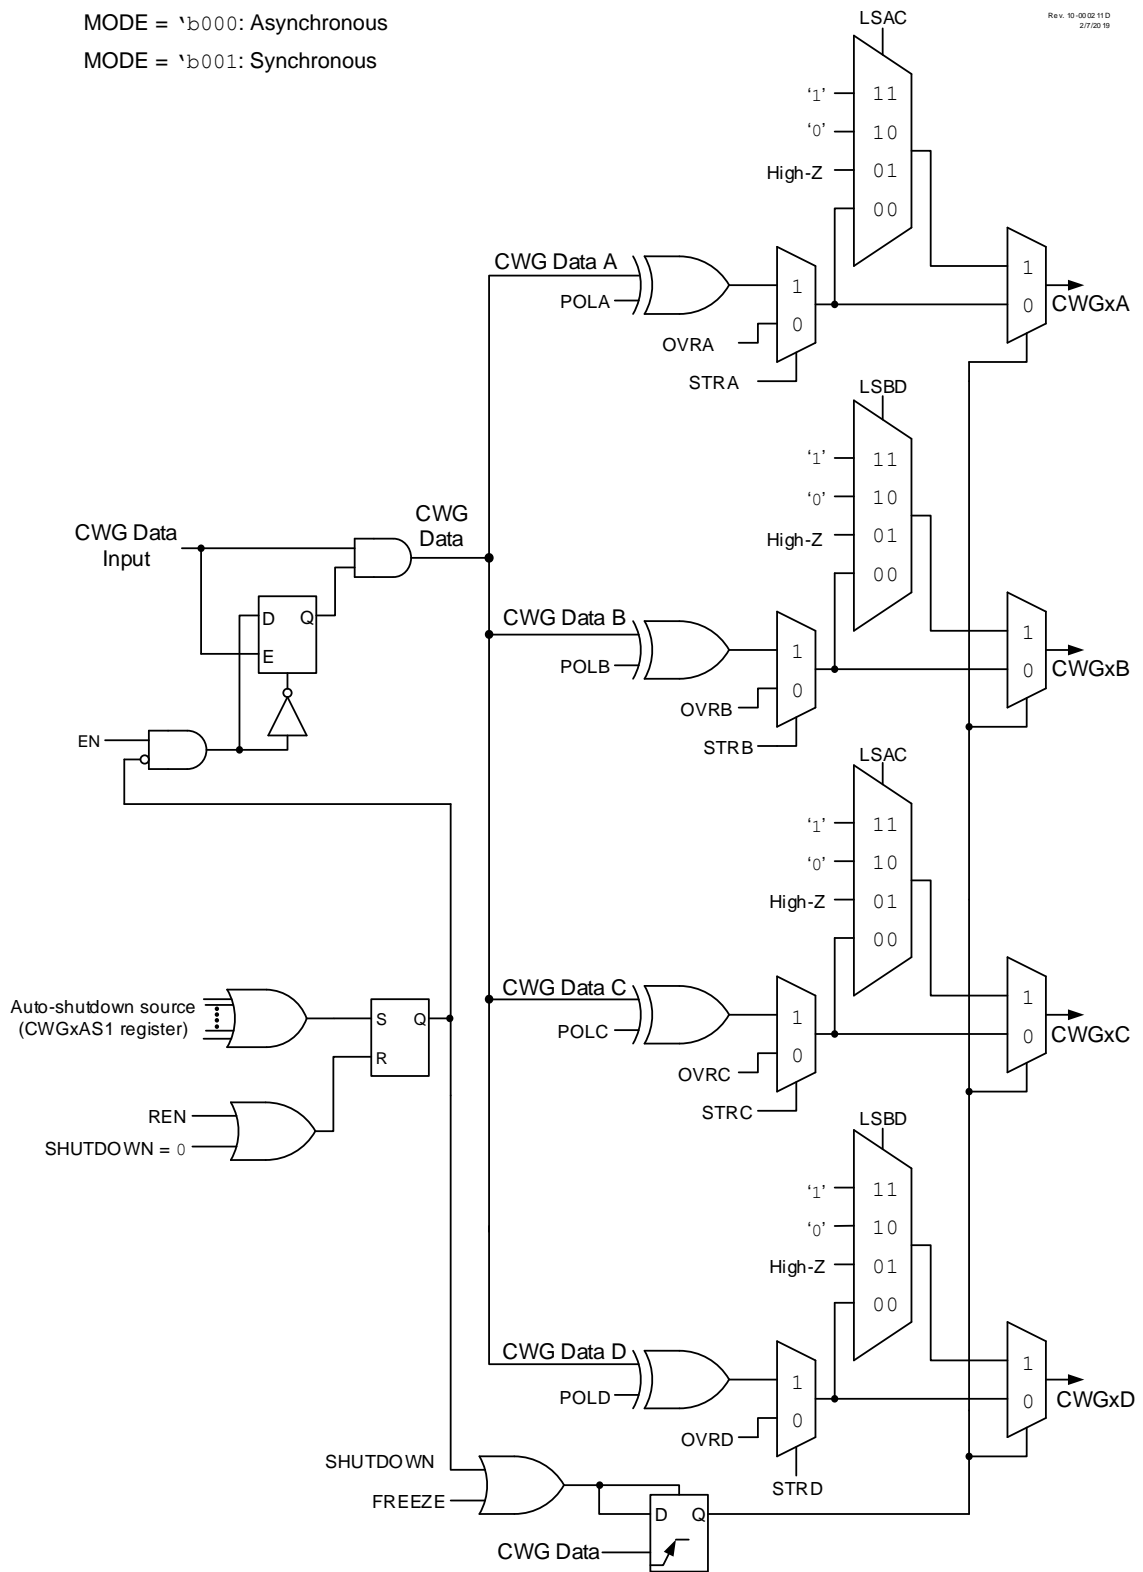 MODE = 'b000: Asynchronous
MODE = 'b001: Synchronous
Rev. 10-000211D
2/7/2019
LSAC
'1' 11
'0' 10
High-Z 01
00
CWG Data A
POLA
1
0
OVRA
STRA
1
0
CWGxA
LSBD
'1' 11
'0' 10
High-Z 01
00
CWG Data Input
CWG Data
D Q
E
EN
CWG Data B
POLB
1
0
OVRB
STRB
1
0
CWGxB
LSAC
'1' 11
'0' 10
High-Z 01
00
CWG Data C
POLC
1
0
OVRC
STRC
1
0
CWGxC
Auto-shutdown source
(CWGxAS1 register)
S Q
R
REN
SHUTDOWN = 0
LSBD
'1' 11
'0' 10
High-Z 01
00
CWG Data D
POLD
1
0
OVRD
STRD
1
0
CWGxD
SHUTDOWN
FREEZE
D Q
CWG Data